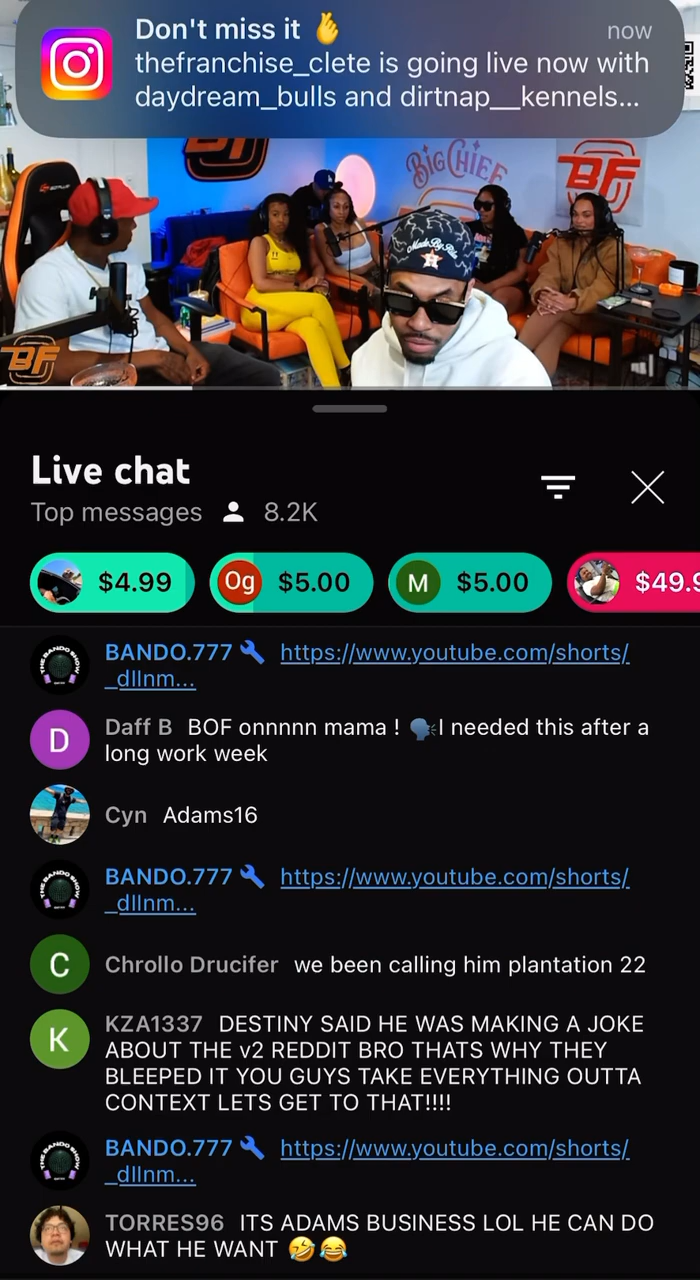 Don't miss it 🫰 now
thefranchise_clete is going live now with
daydream_bulls and dirtnap__kennels...
BF
BIGCHIEF
BF
BF
Live chat
Top messages 8.2K
$4.99 Og $5.00 M $5.00 $49.9
BANDO.777 🔧 https://www.youtube.com/shorts/
_dlInm...
D Daff B BOF onnnnn mama ! 🗣️I needed this after a
long work week
Cyn Adams16
BANDO.777 🔧 https://www.youtube.com/shorts/
_dlInm...
C Chrollo Drucifer we been calling him plantation 22
K KZA1337 DESTINY SAID HE WAS MAKING A JOKE
ABOUT THE v2 REDDIT BRO THATS WHY THEY
BLEEPED IT YOU GUYS TAKE EVERYTHING OUTTA
CONTEXT LETS GET TO THAT!!!!
BANDO.777 🔧 https://www.youtube.com/shorts/
_dlInm...
TORRES96 ITS ADAMS BUSINESS LOL HE CAN DO
WHAT HE WANT 🤣😂